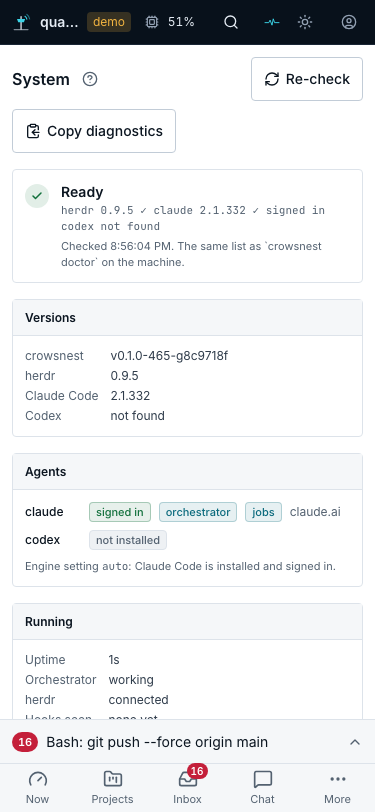 qua... demo 51%
System Re-check
Copy diagnostics
Ready
herdr 0.9.5 ✓ claude 2.1.332 ✓ signed in
codex not found
Checked 8:56:04 PM. The same list as `crowsnest
doctor` on the machine.
Versions
crowsnest v0.1.0-465-g8c9718f
herdr 0.9.5
Claude Code 2.1.332
Codex not found
Agents
claude signed in orchestrator jobs claude.ai
codex not installed
Engine setting auto: Claude Code is installed and signed in.
Running
Uptime 1s
Orchestrator working
herdr connected
Hooks seen none yet
16 Bash: git push --force origin main
16
Now Projects Inbox Chat More